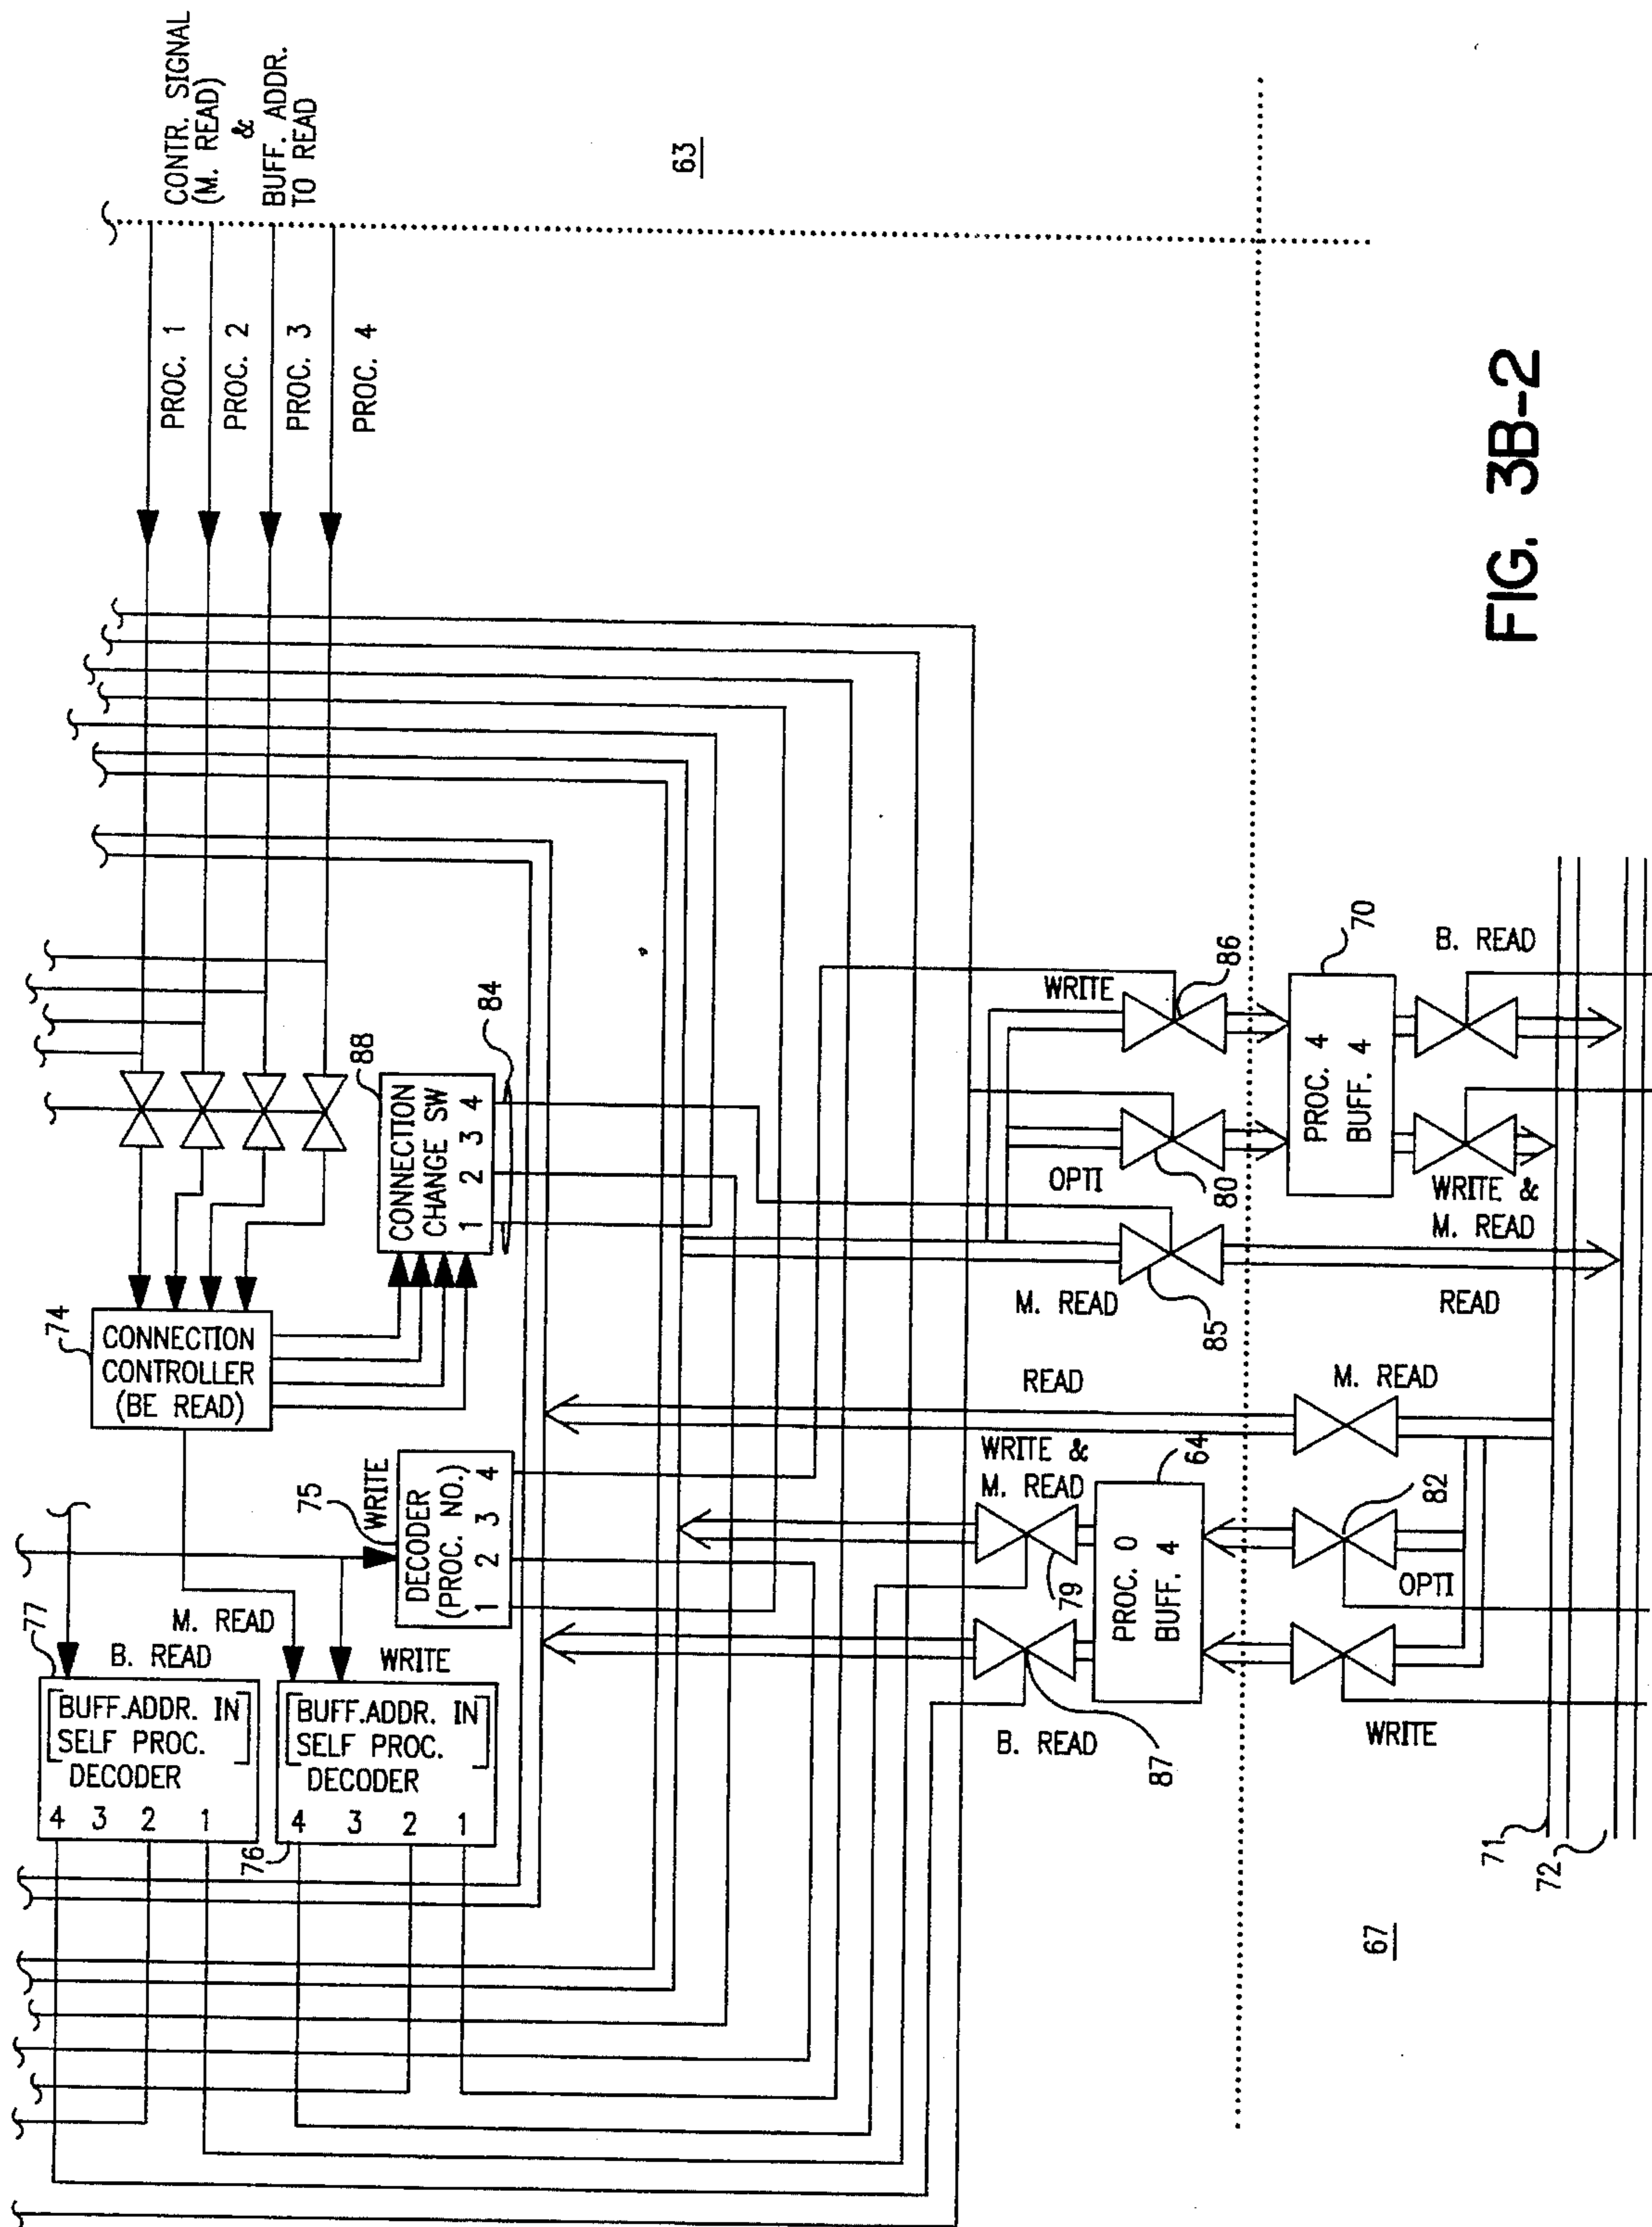 CONTR. SIGNAL
(M. READ)
&
BUFF. ADDR.
TO READ
PROC. 1
PROC. 2
PROC. 3
PROC. 4
63
88
CONNECTION
CHANGE SW
1 2 3 4
84
74
CONNECTION
CONTROLLER
(BE READ)
75
WRITE
DECODER
(PROC. NO.)
1 2 3 4
77
B. READ
M. READ
WRITE
BUFF.ADDR. IN
SELF PROC.
DECODER
4 3 2 1
BUFF.ADDR. IN
SELF PROC.
DECODER
4 3 2 1
76
WRITE
86
OPTI
80
M. READ
85
READ
WRITE &
M. READ
79
B. READ
87
64
PROC. 0
BUFF. 4
70
PROC. 4
BUFF. 4
B. READ
WRITE &
M. READ
READ
M. READ
82
OPTI
WRITE
71
72
67
FIG. 3B-2